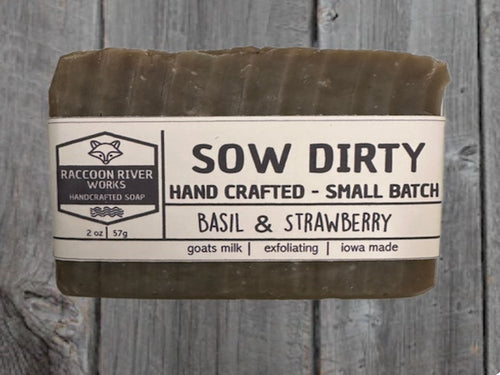 RACCOON RIVER
WORKS
HANDCRAFTED SOAP
2 oz | 57g
SOW DIRTY
HAND CRAFTED - SMALL BATCH
BASIL & STRAWBERRY
goats milk | exfoliating | iowa made